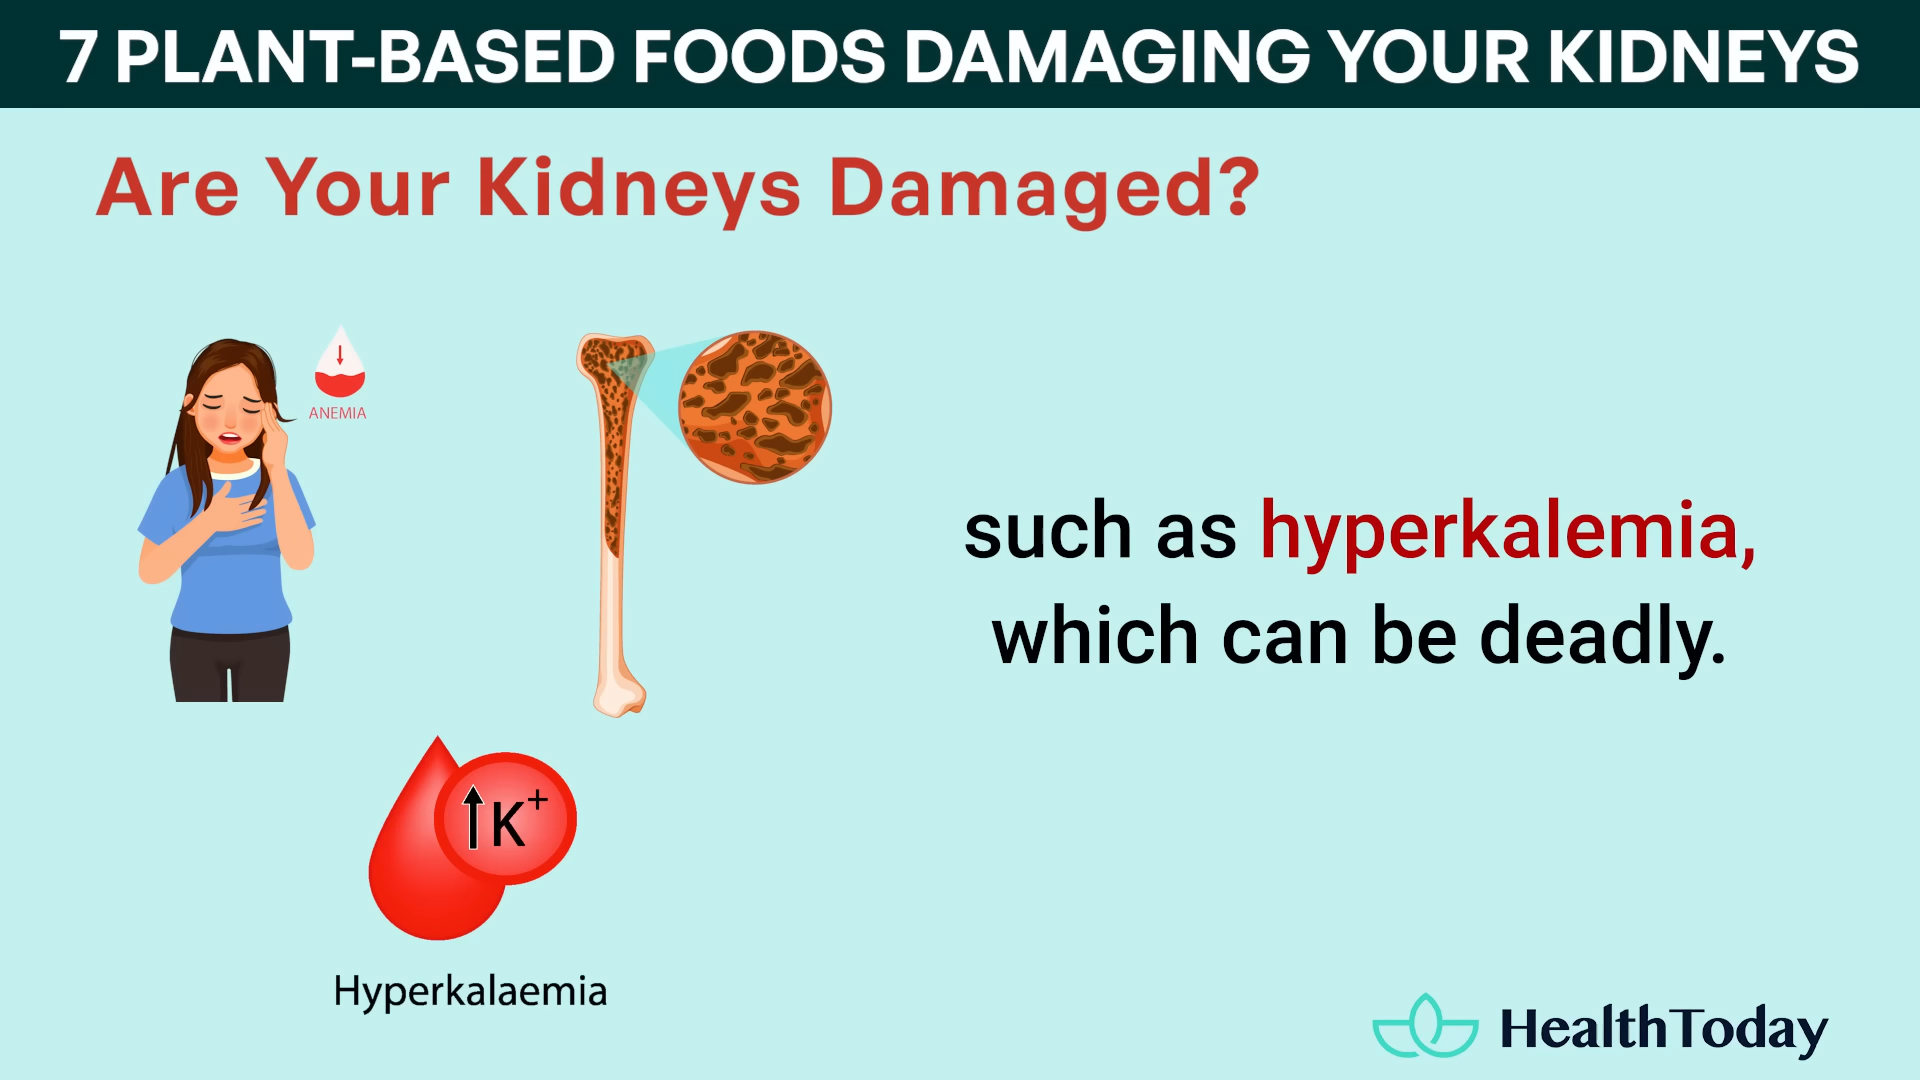 7 PLANT-BASED FOODS DAMAGING YOUR KIDNEYS
Are Your Kidneys Damaged?
ANEMIA
such as hyperkalemia,
which can be deadly.
↑K⁺
Hyperkalaemia
HealthToday